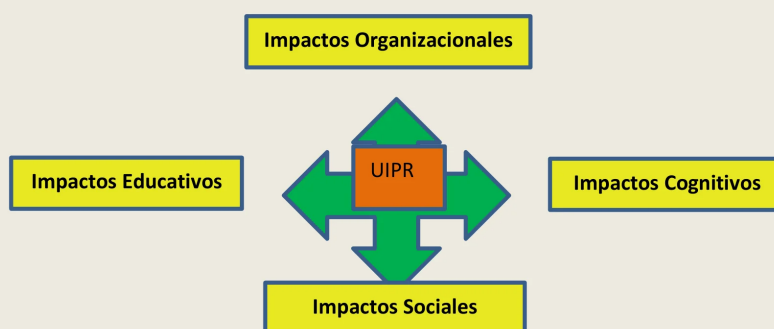 Impactos Organizacionales
UIPR
Impactos Educativos
Impactos Cognitivos
Impactos Sociales